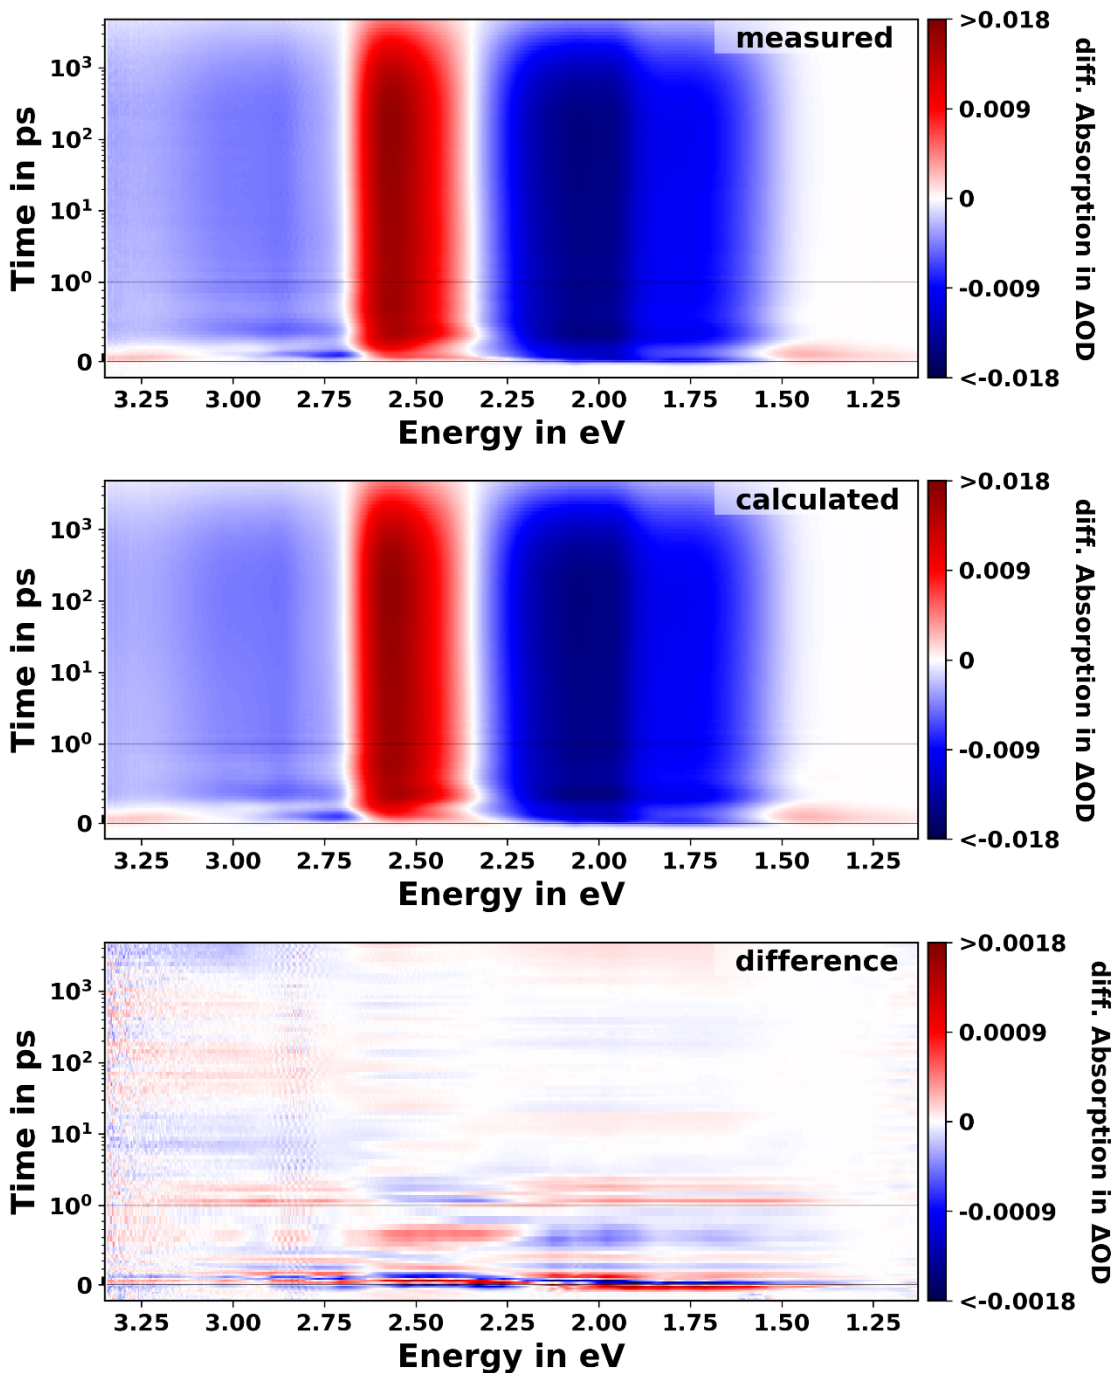 measured
>0.018
0.009
0
-0.009
<-0.018
diff. Absorption in ΔOD
Time in ps
10³
10²
10¹
10⁰
0
3.25 3.00 2.75 2.50 2.25 2.00 1.75 1.50 1.25
Energy in eV
calculated
>0.018
0.009
0
-0.009
<-0.018
diff. Absorption in ΔOD
Time in ps
10³
10²
10¹
10⁰
0
3.25 3.00 2.75 2.50 2.25 2.00 1.75 1.50 1.25
Energy in eV
difference
>0.0018
0.0009
0
-0.0009
<-0.0018
diff. Absorption in ΔOD
Time in ps
10³
10²
10¹
10⁰
0
3.25 3.00 2.75 2.50 2.25 2.00 1.75 1.50 1.25
Energy in eV